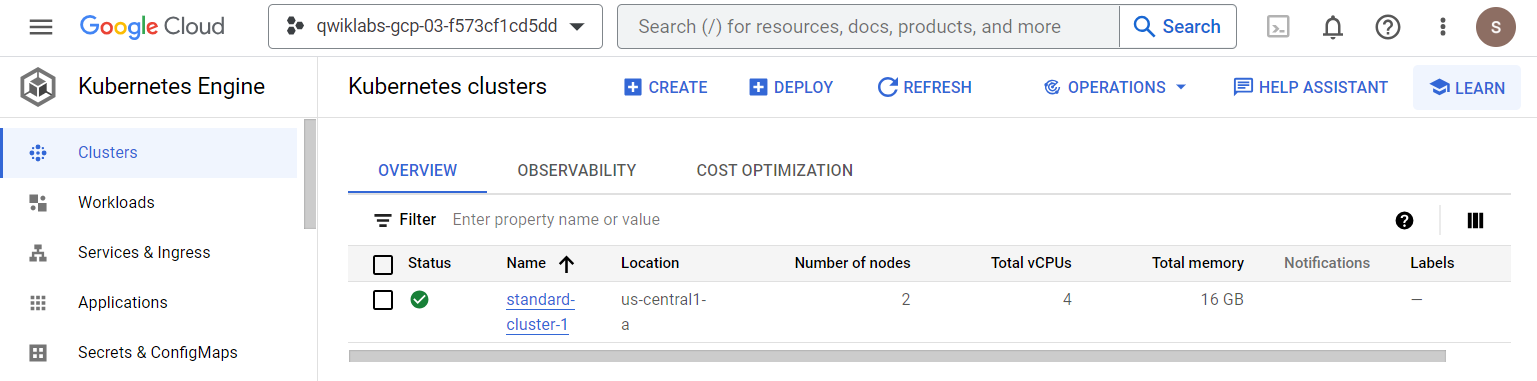 Google Cloud
qwiklabs-gcp-03-f573cf1cd5dd
Search (/) for resources, docs, products, and more
Search
S
Kubernetes Engine
Kubernetes clusters
CREATE
DEPLOY
REFRESH
OPERATIONS
HELP ASSISTANT
LEARN
Clusters
Workloads
Services & Ingress
Applications
Secrets & ConfigMaps
OVERVIEW
OBSERVABILITY
COST OPTIMIZATION
Filter
Enter property name or value
Status
Name
Location
Number of nodes
Total vCPUs
Total memory
Notifications
Labels
standard-
cluster-1
us-central1-
a
2
4
16 GB
—